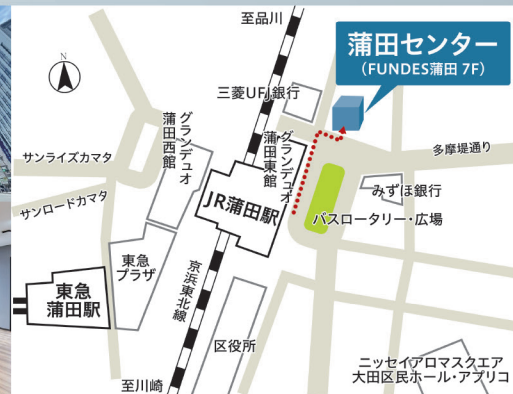 至品川
蒲田センター
(FUNDES蒲田 7F)
N
三菱UFJ銀行
グランデュオ
蒲田西館
グランデュオ
蒲田東館
サンライズカマタ
多摩堤通り
みずほ銀行
サンロードカマタ
JR蒲田駅
バスロータリー・広場
東急
プラザ
京浜東北線
東急
蒲田駅
区役所
ニッセイアロマスクエア
大田区民ホール・アプリコ
至川崎